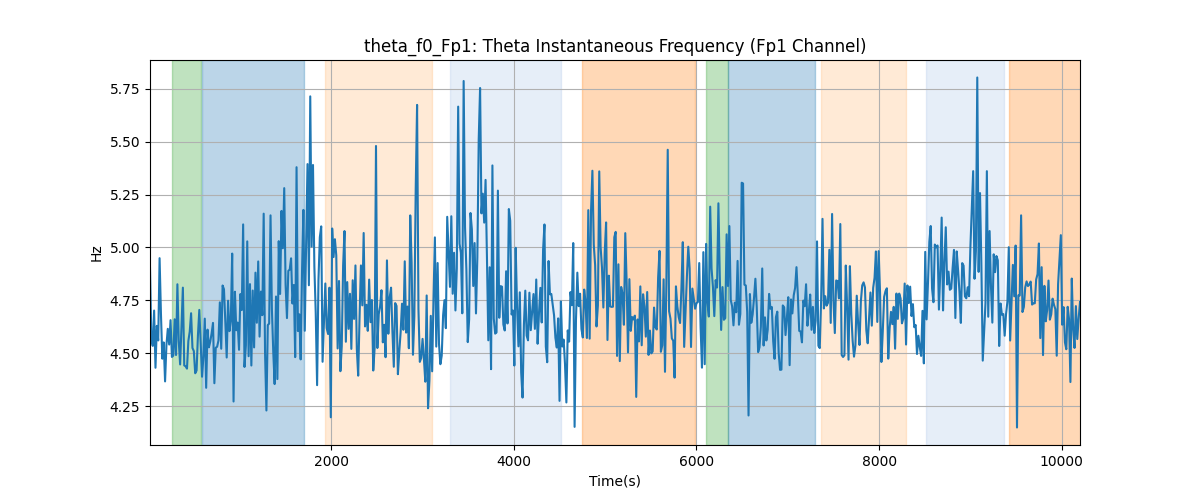 theta_f0_Fp1: Theta Instantaneous Frequency (Fp1 Channel)
5.75
5.50
5.25
5.00
4.75
4.50
4.25
Hz
2000 4000 6000 8000 10000
Time(s)